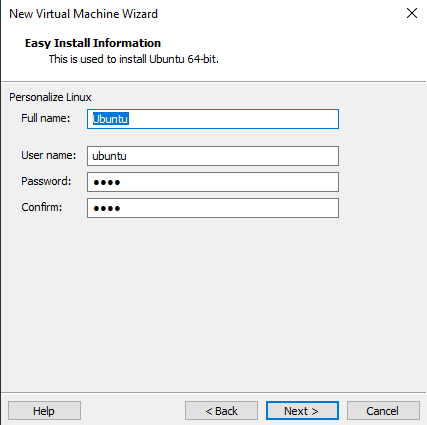 New Virtual Machine Wizard
Easy Install Information
This is used to install Ubuntu 64-bit.
Personalize Linux
Full name: Ubuntu
User name: ubuntu
Password: ●●●●
Confirm: ●●●●
Help < Back Next > Cancel